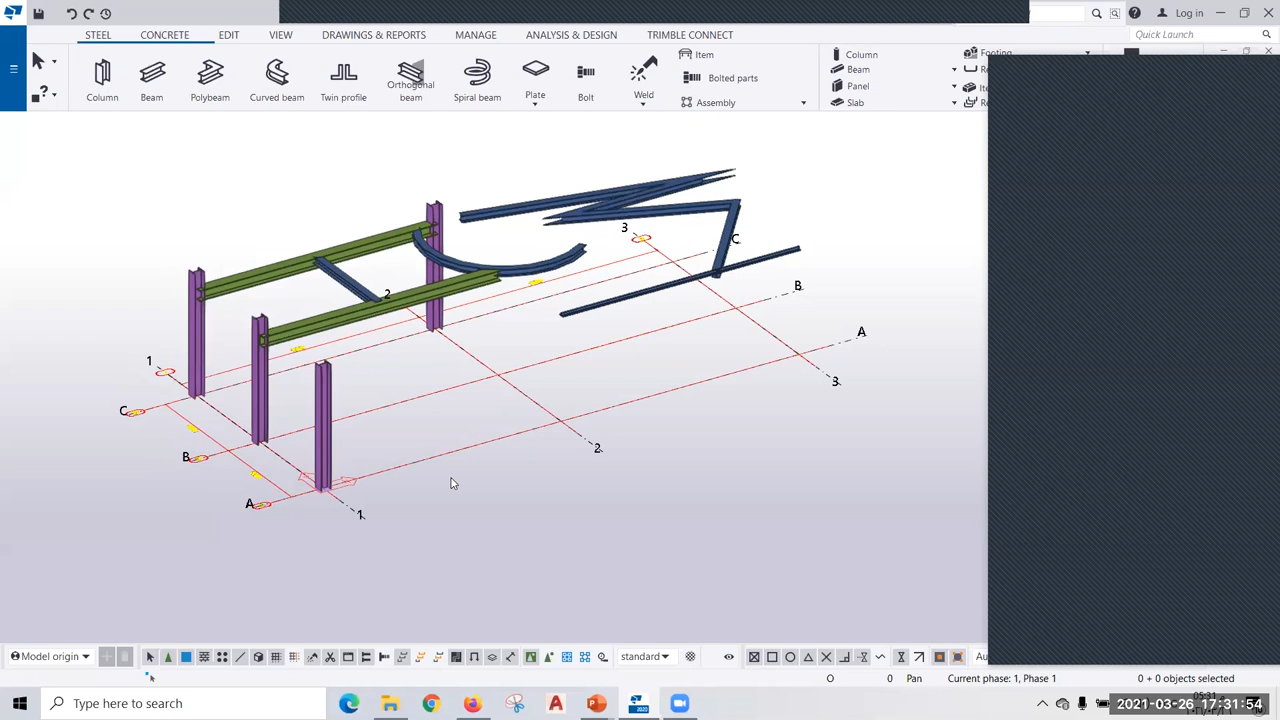 Log in
STEEL CONCRETE EDIT VIEW DRAWINGS & REPORTS MANAGE ANALYSIS & DESIGN TRIMBLE CONNECT Quick Launch
Column Beam Polybeam Curved beam Twin profile Orthogonal beam Spiral beam Plate Bolt Weld
Item
Bolted parts
Assembly
Column
Beam
Panel
Slab
Footing
3
C
2
B
A
1
3
C
2
B
A
1
Model origin standard
0 Pan Current phase: 1, Phase 1 0 + 0 objects selected
Type here to search
2021-03-26 17:31:54